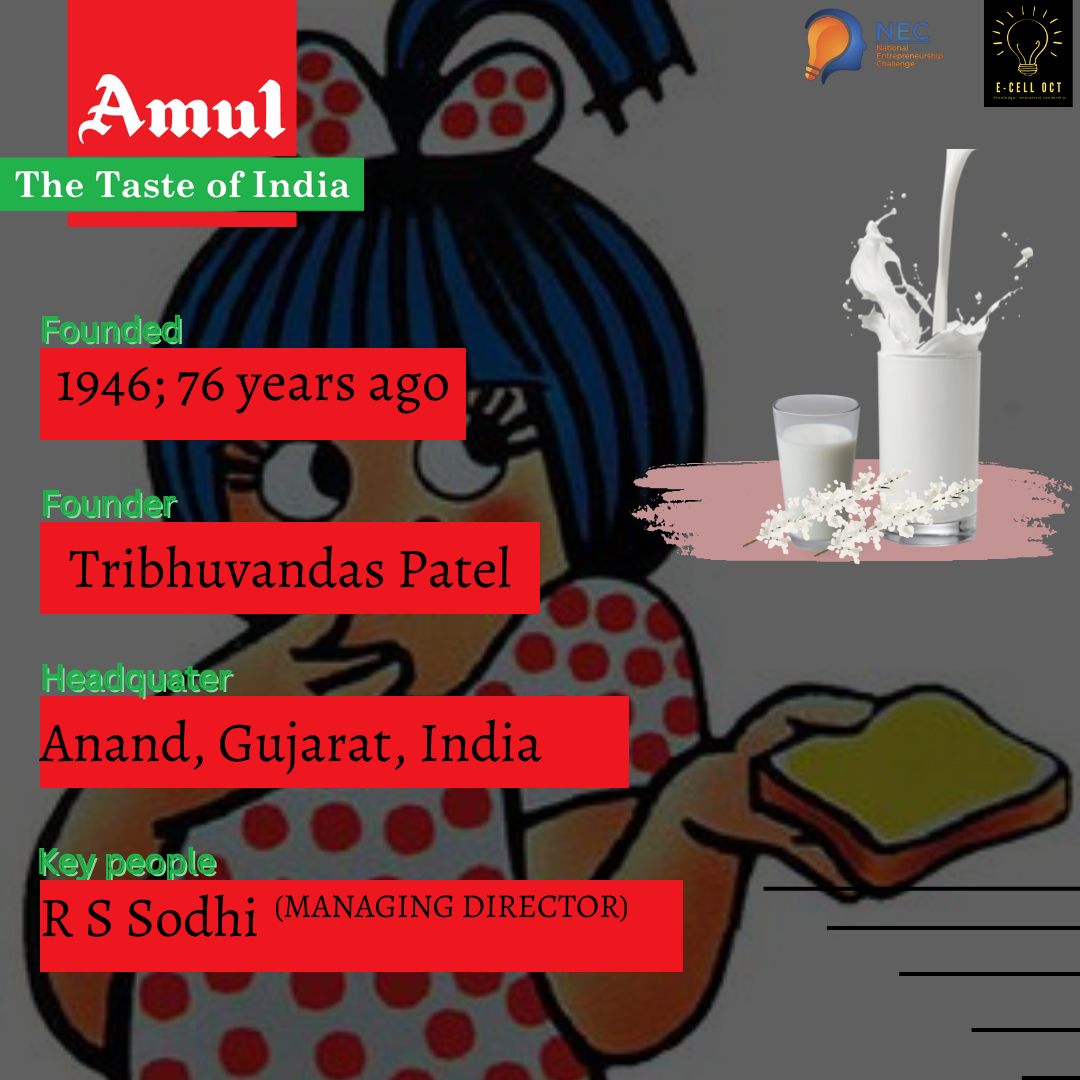 Amul
The Taste of India
NEC
National
Entrepreneurship
Challenge
E-CELL OCT
Founded
1946; 76 years ago
Founder
Tribhuvandas Patel
Headquater
Anand, Gujarat, India
Key people
R S Sodhi (MANAGING DIRECTOR)